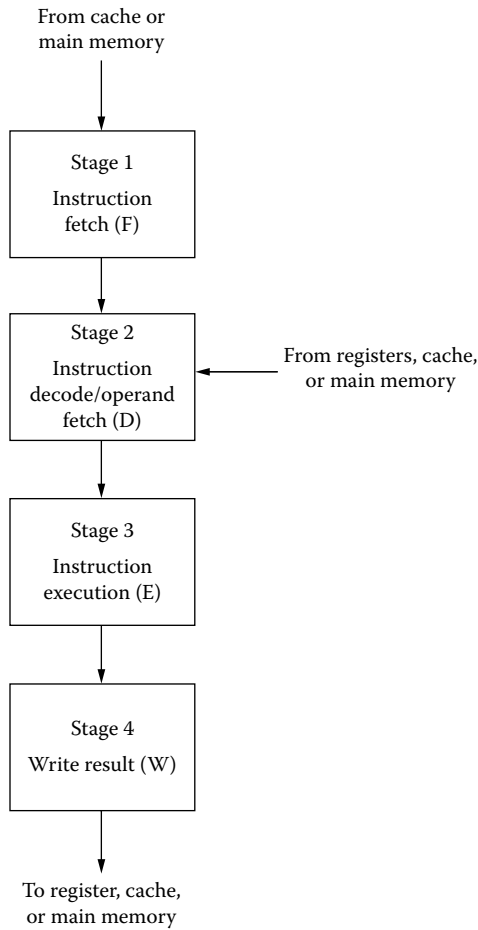 From cache or
main memory
Stage 1
Instruction
fetch (F)
Stage 2
Instruction
decode/operand
fetch (D)
From registers, cache,
or main memory
Stage 3
Instruction
execution (E)
Stage 4
Write result (W)
To register, cache,
or main memory